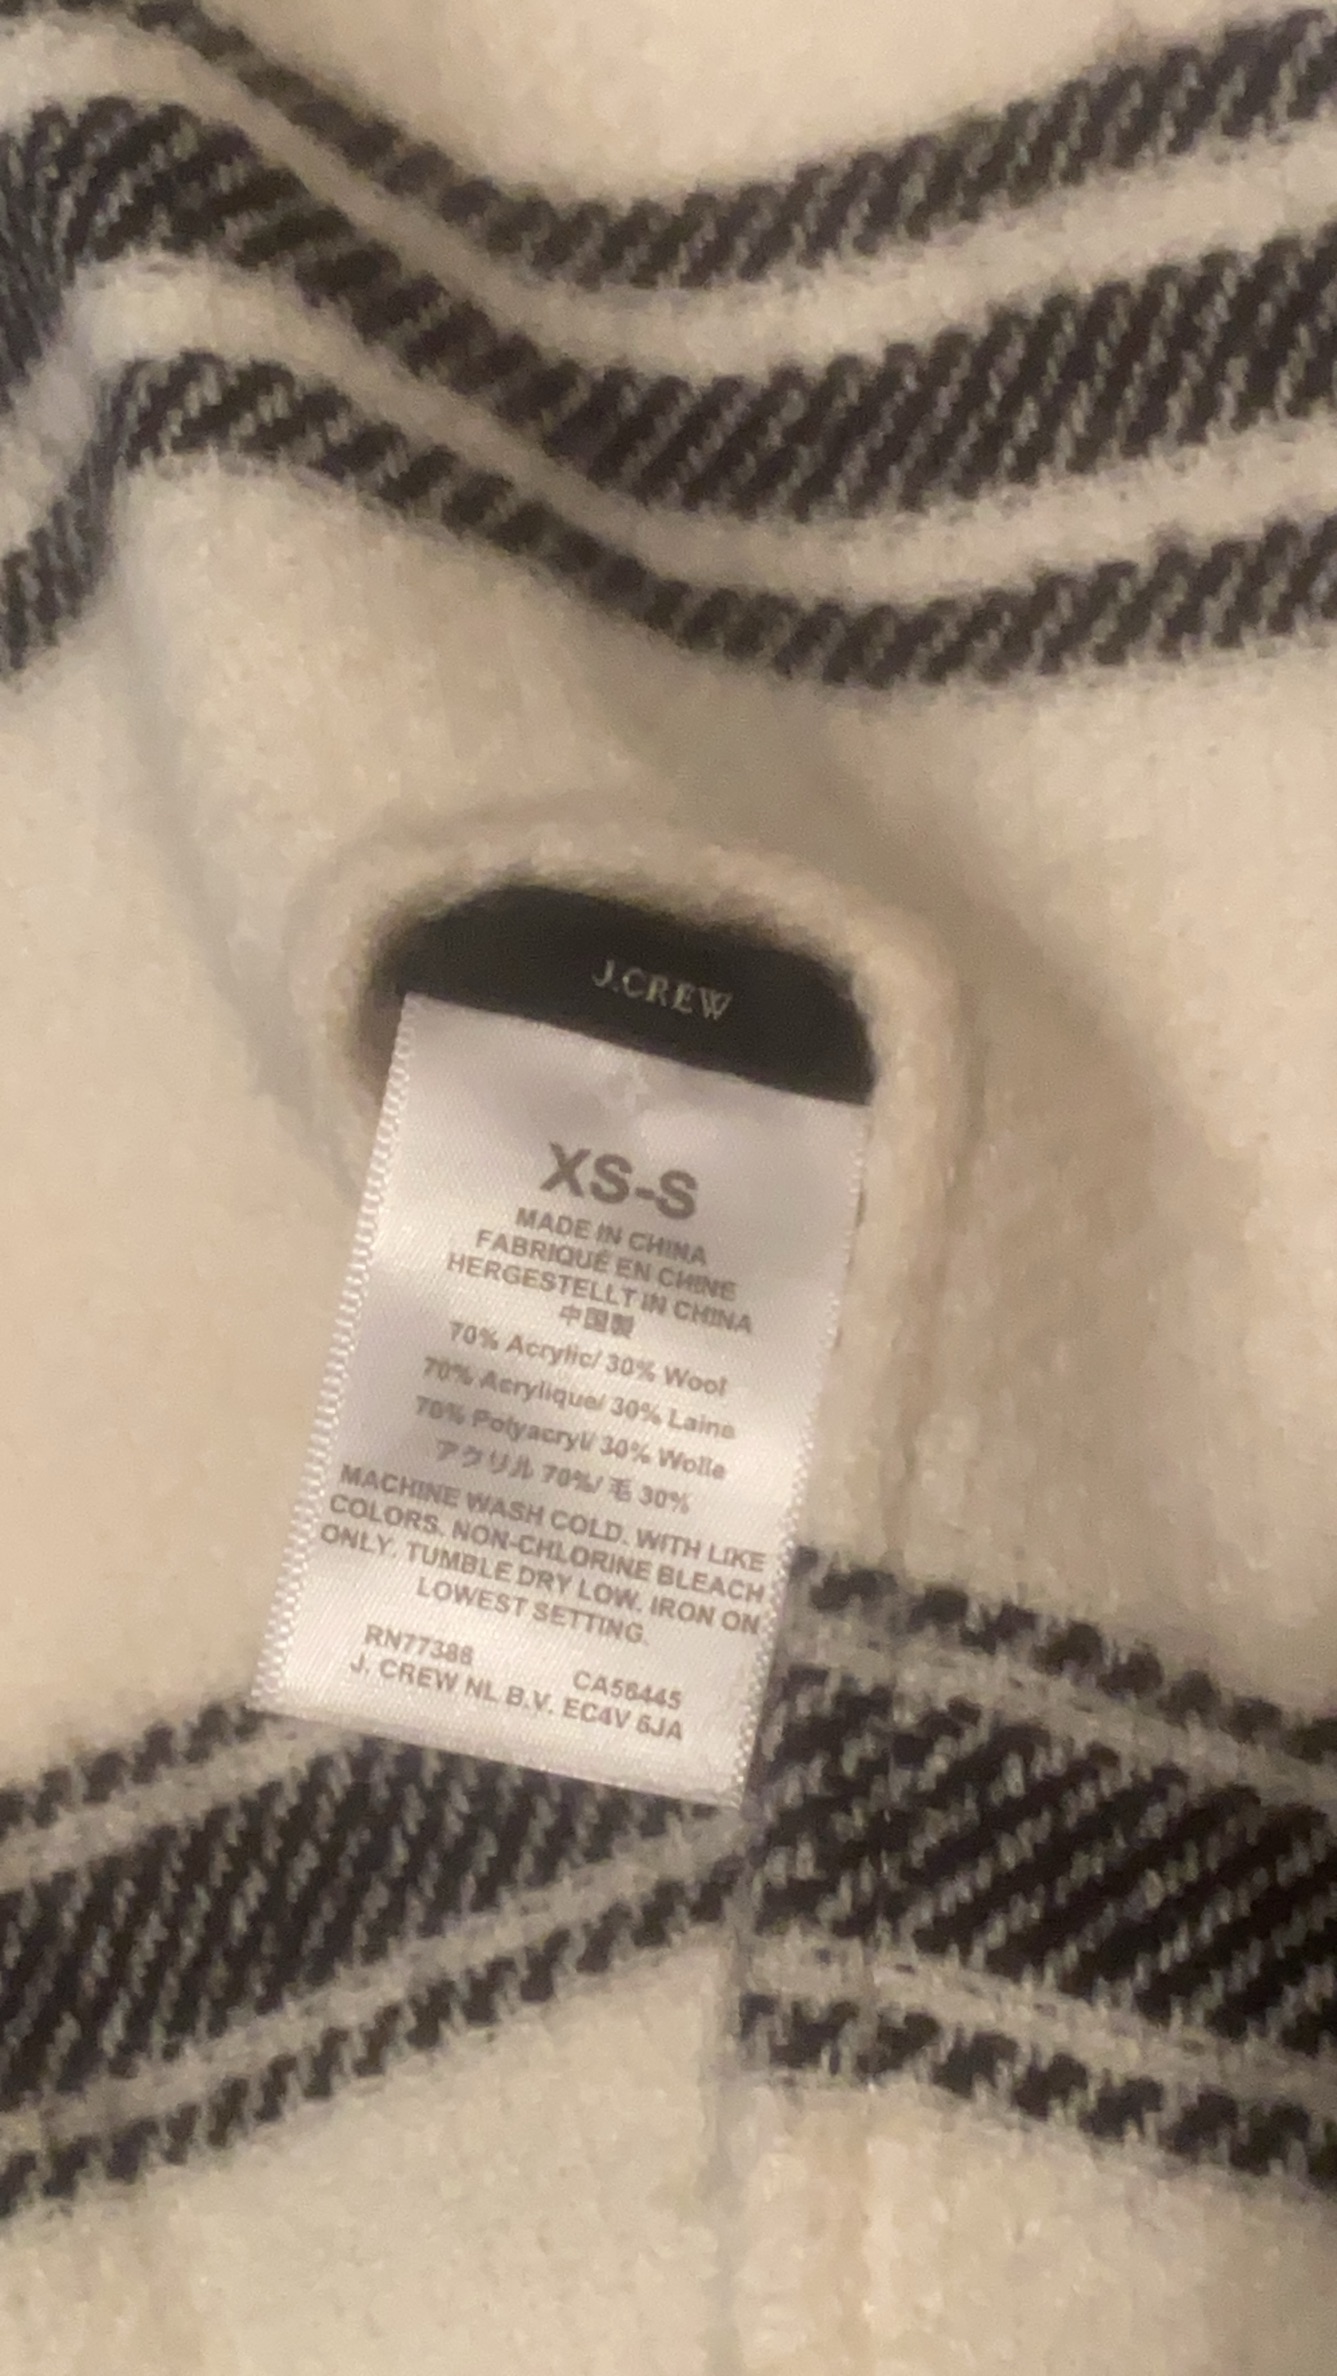 J.CREW
XS-S
MADE IN CHINA
FABRIQUÉ EN CHINE
HERGESTELLT IN CHINA
中国製
70% Acrylic/ 30% Wool
70% Acrylique/ 30% Laine
70% Polyacryl/ 30% Wolle
アクリル 70%/ 毛 30%
MACHINE WASH COLD. WITH LIKE
COLORS. NON-CHLORINE BLEACH
ONLY. TUMBLE DRY LOW. IRON ON
LOWEST SETTING.
RN77388 CA56445
J. CREW NL B.V. EC4V 6JA